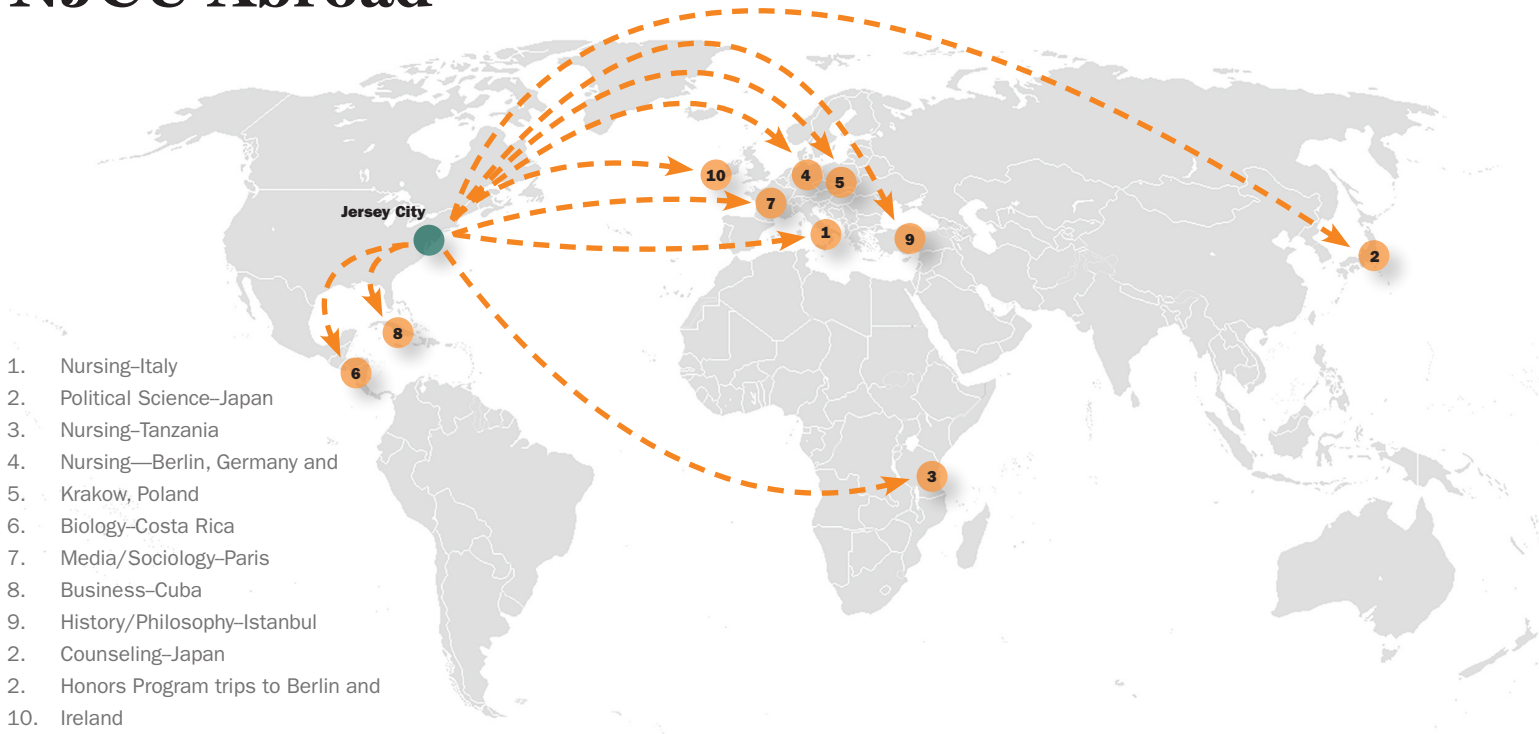 NJCU Abroad
Jersey City
10
4
5
7
1
9
2
8
6
3
1. Nursing–Italy
2. Political Science–Japan
3. Nursing–Tanzania
4. Nursing—Berlin, Germany and
5. Krakow, Poland
6. Biology–Costa Rica
7. Media/Sociology–Paris
8. Business–Cuba
9. History/Philosophy–Istanbul
2. Counseling–Japan
2. Honors Program trips to Berlin and
10. Ireland